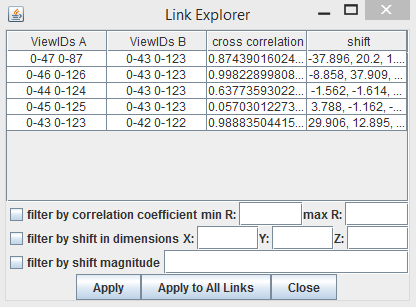 Link Explorer
ViewIDs A ViewIDs B cross correlation shift
0-47 0-87 0-43 0-123 0.87439016024... -37.896, 20.2, 1....
0-46 0-126 0-43 0-123 0.99822899808... -8.858, 37.909, ...
0-44 0-124 0-43 0-123 0.63773593022... -1.562, -1.614, ...
0-45 0-125 0-43 0-123 0.05703012273... 3.788, -1.162, -...
0-43 0-123 0-42 0-122 0.98883504415... 29.906, 12.895, ...
filter by correlation coefficient min R: max R:
filter by shift in dimensions X: Y: Z:
filter by shift magnitude
Apply Apply to All Links Close